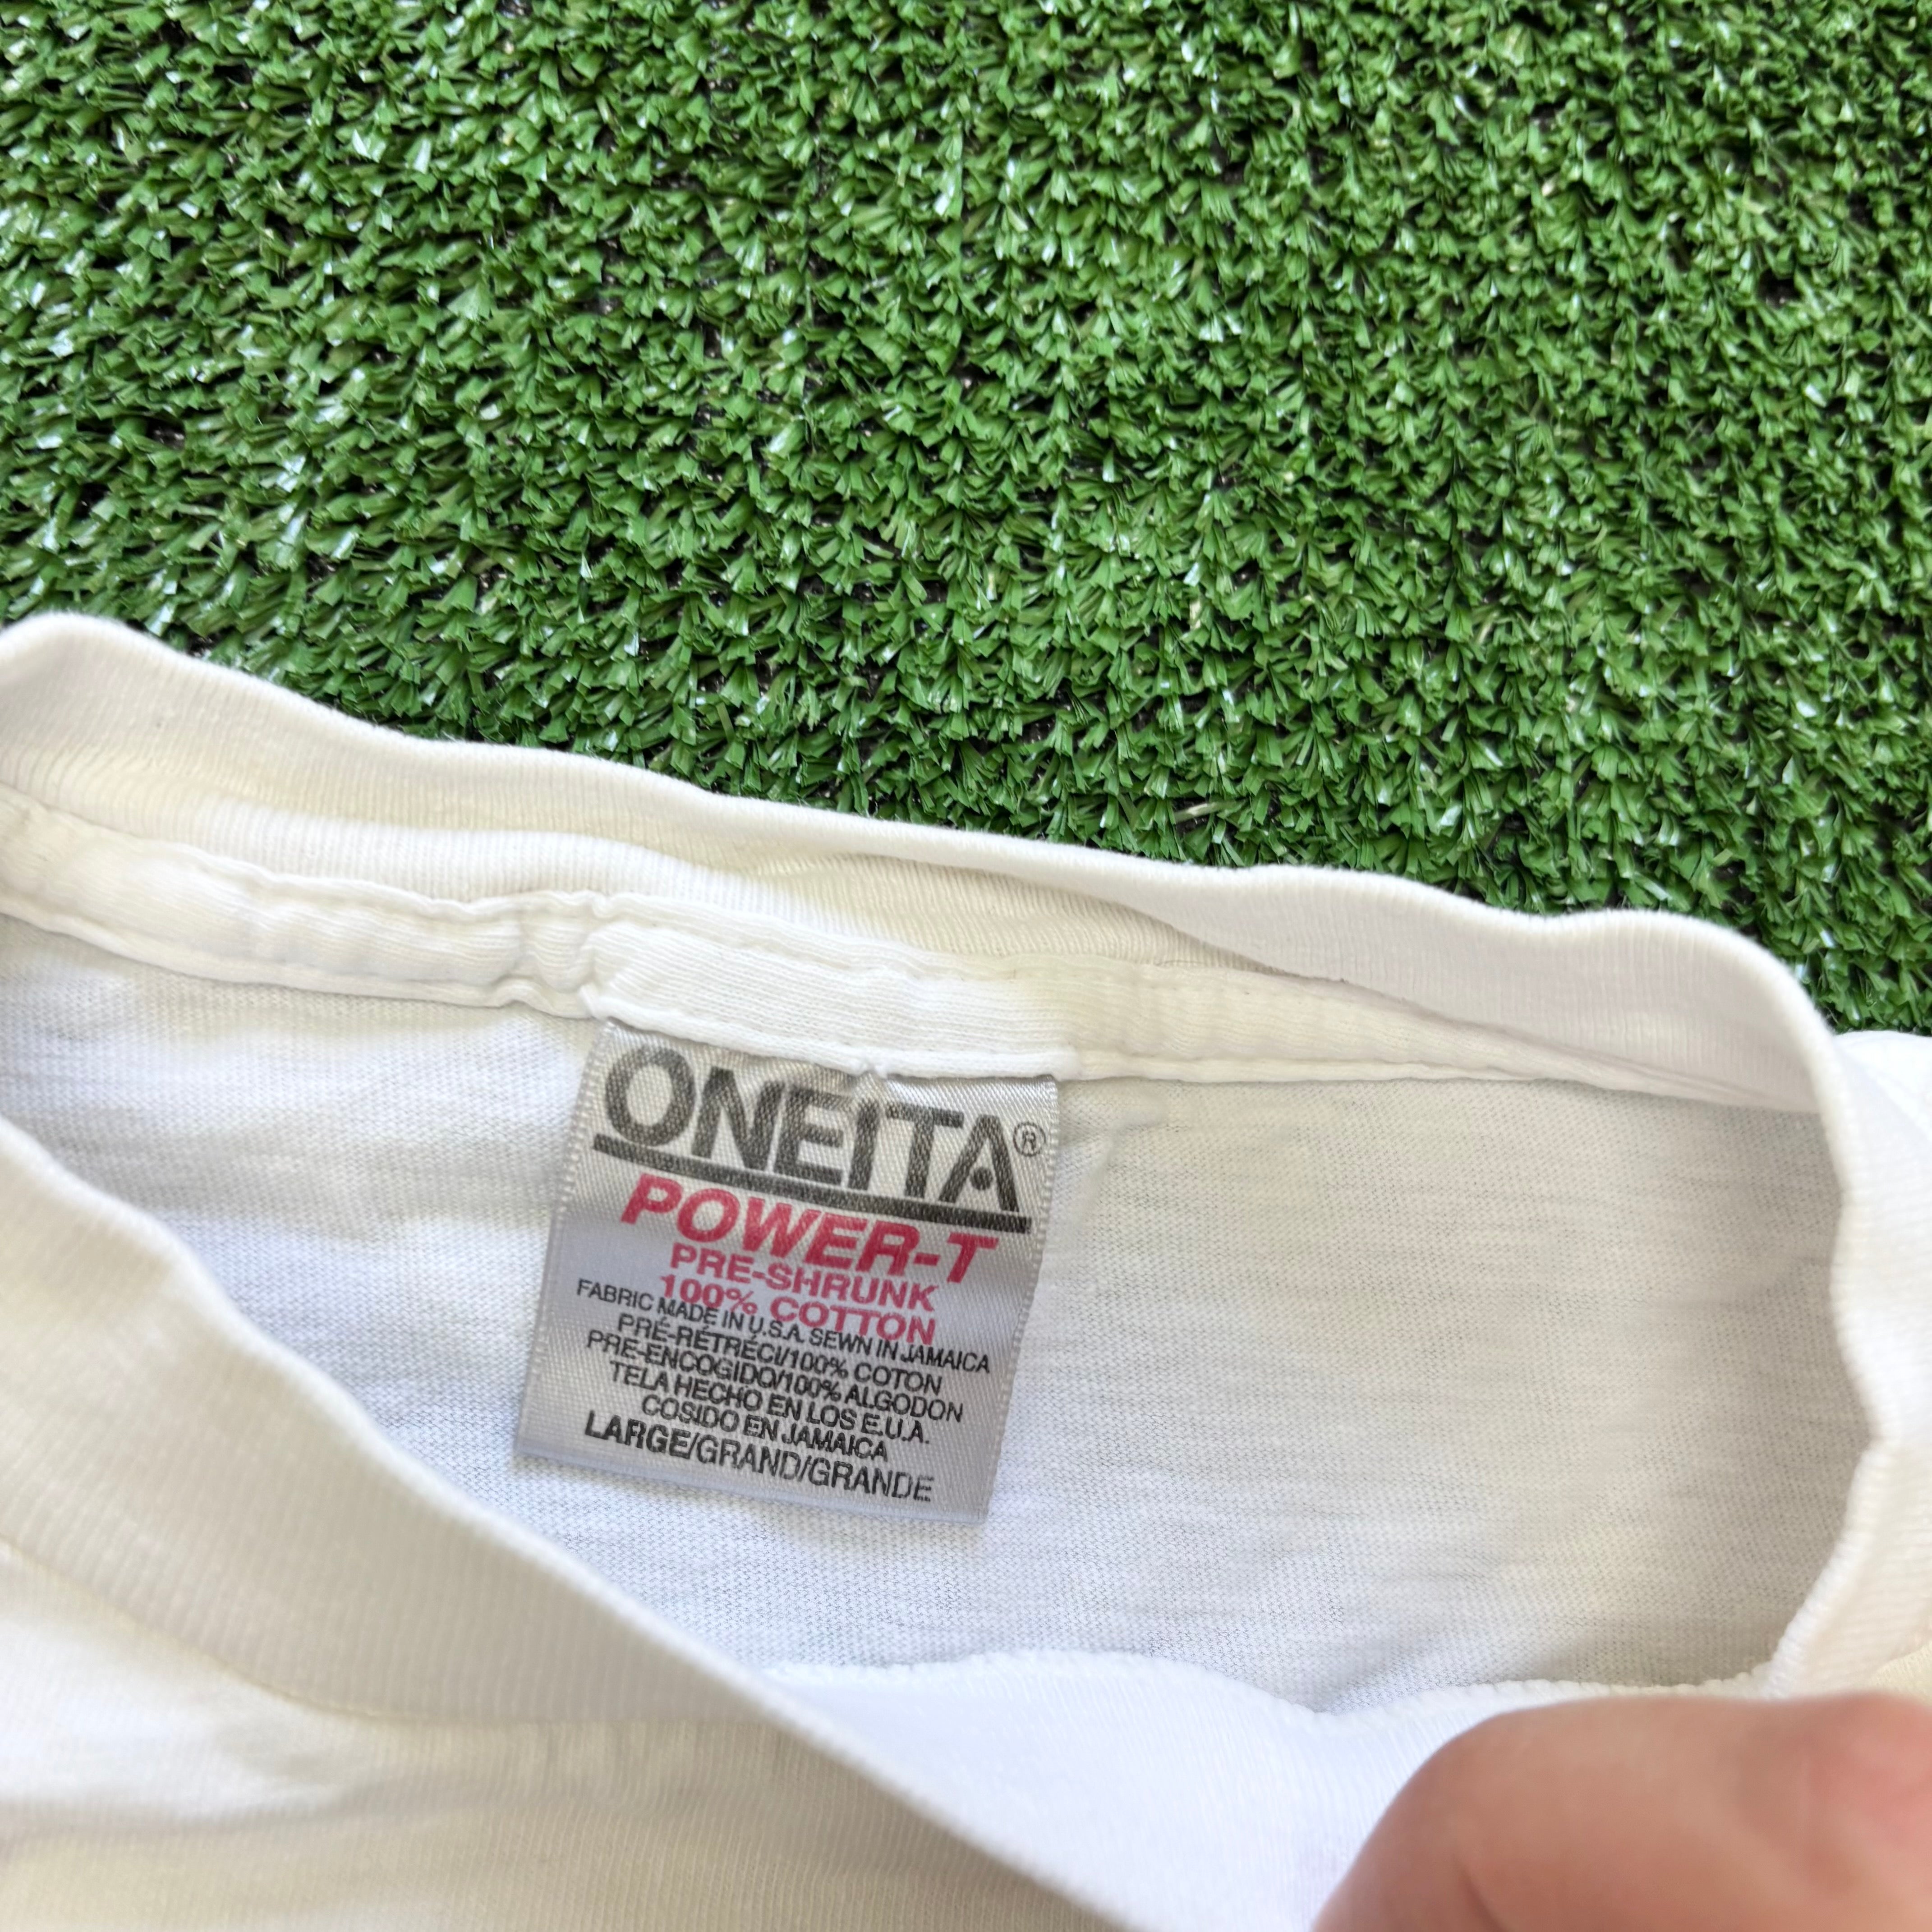 ONEITA®
POWER-T
PRE-SHRUNK
100% COTTON
FABRIC MADE IN U.S.A. SEWN IN JAMAICA
PRÉ-RÉTRÉCI/100% COTON
PRE-ENCOGIDO/100% ALGODON
TELA HECHO EN LOS E.U.A.
COSIDO EN JAMAICA
LARGE/GRAND/GRANDE